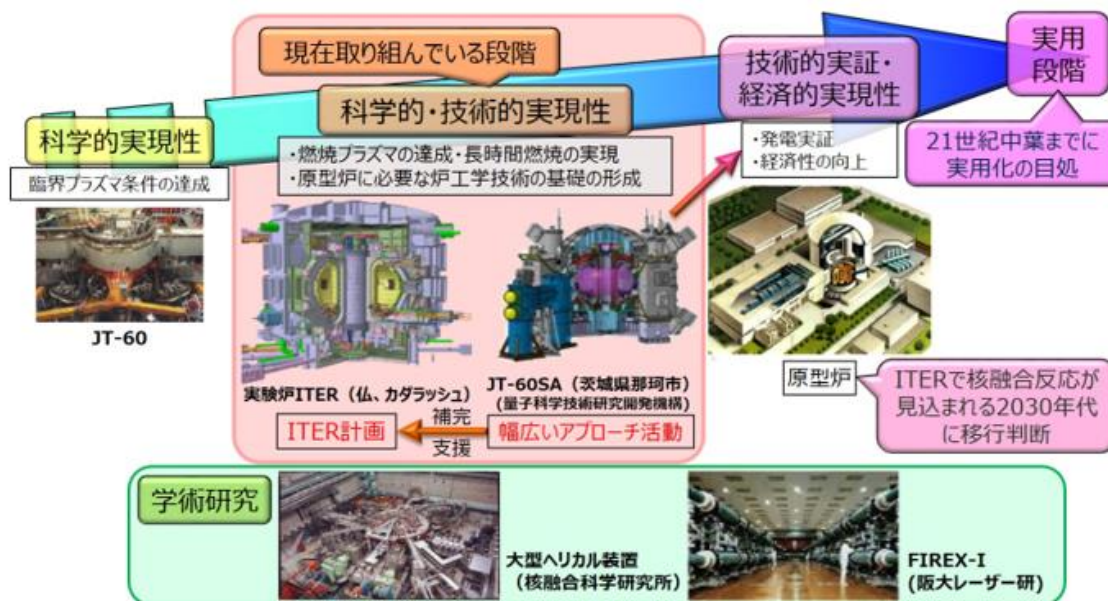 現在取り組んでいる段階
科学的実現性
臨界プラズマ条件の達成
JT-60
科学的・技術的実現性
・燃焼プラズマの達成・長時間燃焼の実現
・原型炉に必要な炉工学技術の基礎の形成
実験炉ITER（仏、カダラッシュ）
ITER計画
補完
支援
JT-60SA（茨城県那珂市）
(量子科学技術研究開発機構)
幅広いアプローチ活動
技術的実証・
経済的実現性
・発電実証
・経済性の向上
原型炉
ITERで核融合反応が
見込まれる2030年代
に移行判断
実用
段階
21世紀中葉までに
実用化の目処
学術研究
大型ヘリカル装置
（核融合科学研究所）
FIREX-I
(阪大レーザー研)